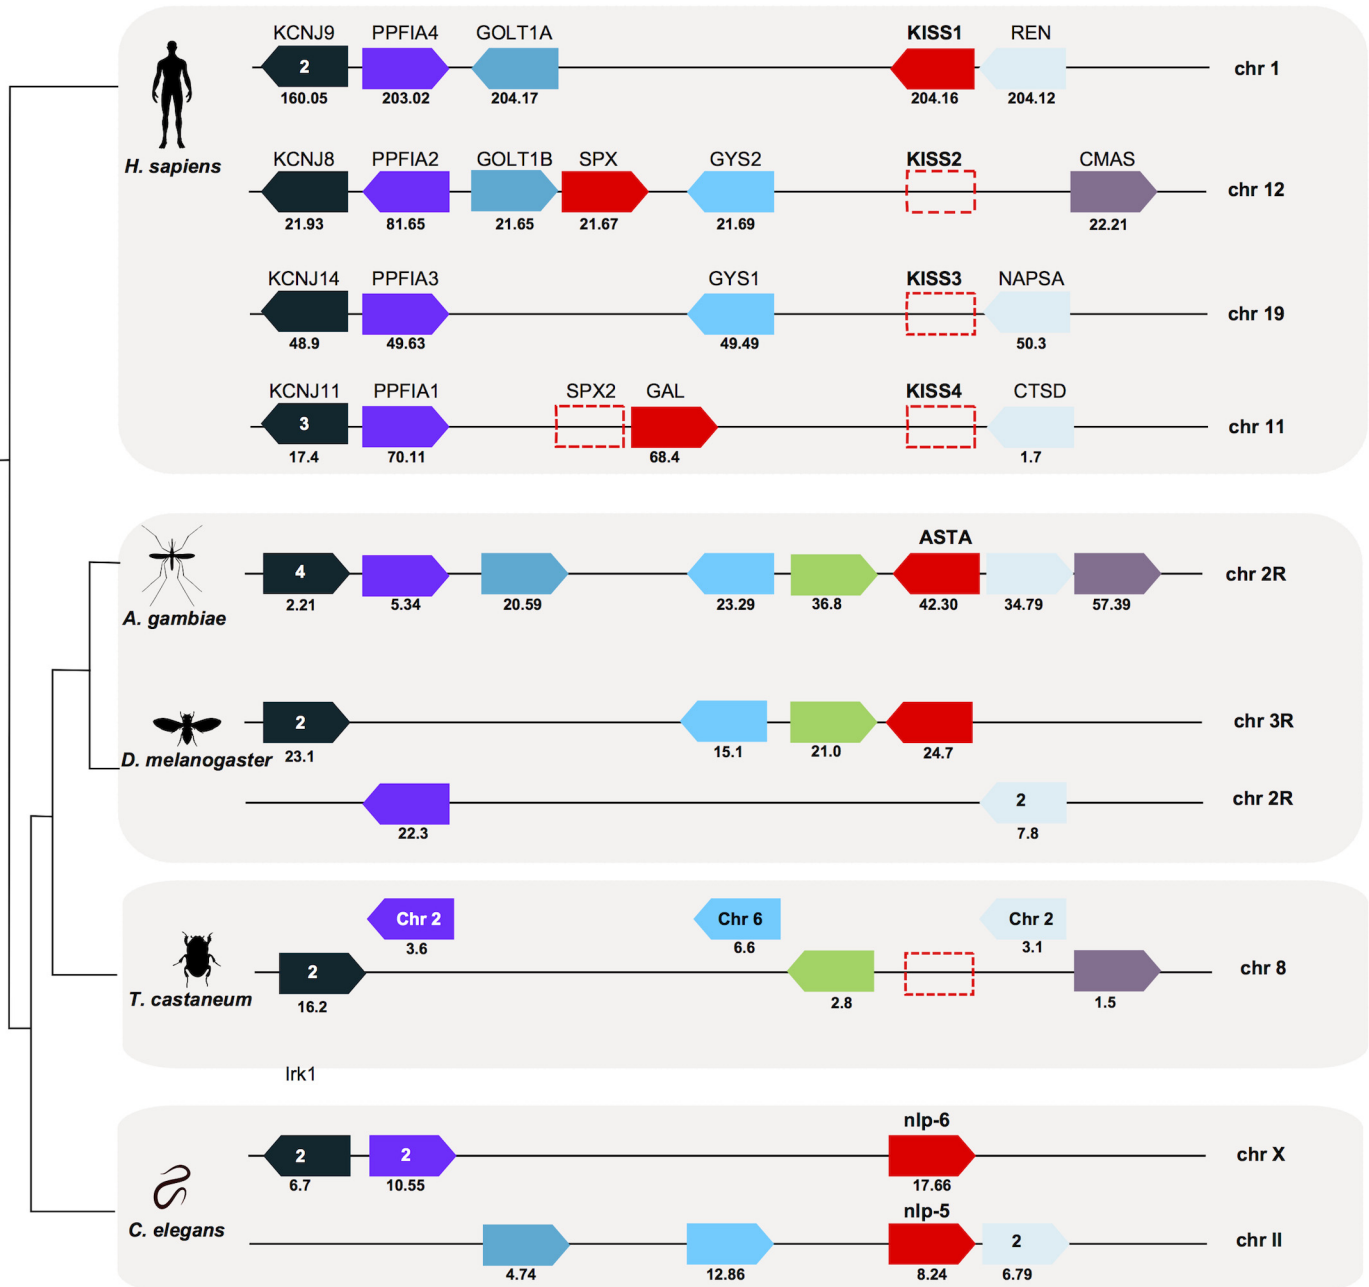 KCNJ9 PPFIA4 GOLT1A KISS1 REN
2 chr 1
160.05 203.02 204.17 204.16 204.12
H. sapiens
KCNJ8 PPFIA2 GOLT1B SPX GYS2 KISS2 CMAS
chr 12
21.93 81.65 21.65 21.67 21.69 22.21
KCNJ14 PPFIA3 GYS1 KISS3 NAPSA
chr 19
48.9 49.63 49.49 50.3
KCNJ11 PPFIA1 SPX2 GAL KISS4 CTSD
3 chr 11
17.4 70.11 68.4 1.7
ASTA
4 chr 2R
2.21 5.34 20.59 23.29 36.8 42.30 34.79 57.39
A. gambiae
2 chr 3R
D. melanogaster 23.1 15.1 21.0 24.7
2 chr 2R
22.3 7.8
Chr 2 Chr 6 Chr 2
3.6 6.6 3.1
2 chr 8
T. castaneum 16.2 2.8 1.5
Irk1
nlp-6
2 2 chr X
6.7 10.55 17.66
nlp-5
C. elegans
2 chr II
4.74 12.86 8.24 6.79